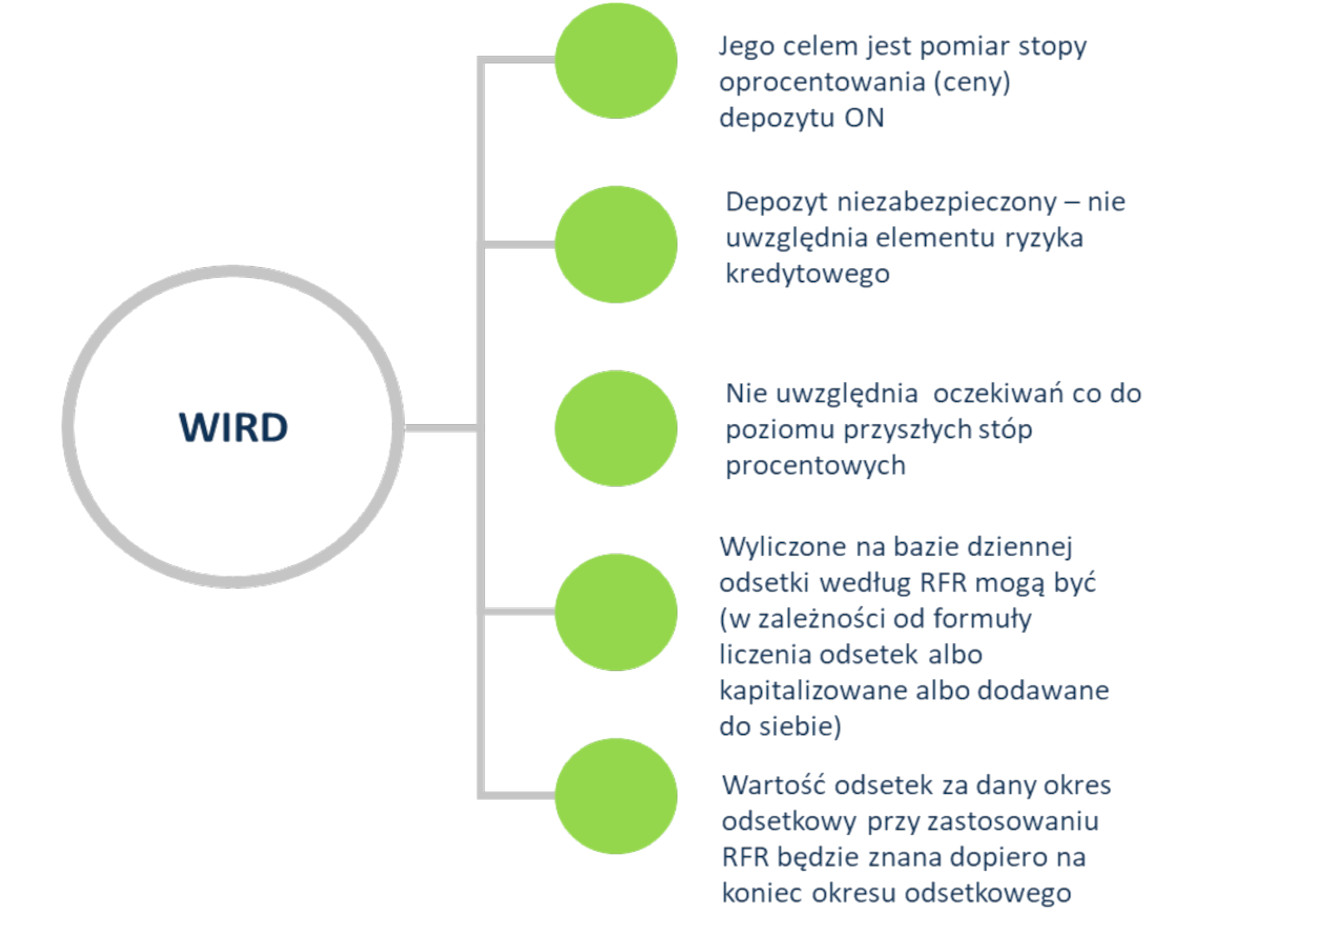 WIRD
Jego celem jest pomiar stopy
oprocentowania (ceny)
depozytu ON
Depozyt niezabezpieczony – nie
uwzględnia elementu ryzyka
kredytowego
Nie uwzględnia  oczekiwań co do
poziomu przyszłych stóp
procentowych
Wyliczone na bazie dziennej
odsetki według RFR mogą być
(w zależności od formuły
liczenia odsetek albo
kapitalizowane albo dodawane
do siebie)
Wartość odsetek za dany okres
odsetkowy przy zastosowaniu
RFR będzie znana dopiero na
koniec okresu odsetkowego